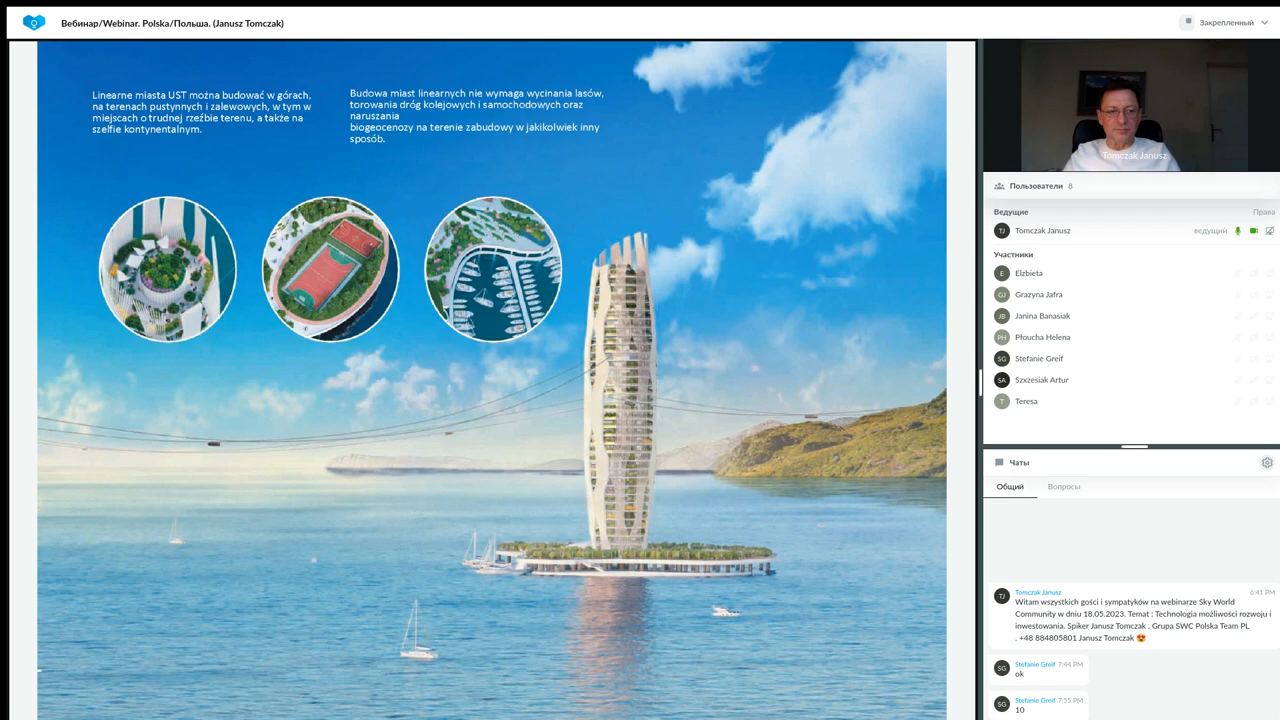 Вебинар/Webinar. Polska/Польша. (Janusz Tomczak)
Закрепленный
Linearne miasta UST można budować w górach,
na terenach pustynnych i zalewowych, w tym w
miejscach o trudnej rzeźbie terenu, a także na
szelfie kontynentalnym.
Budowa miast linearnych nie wymaga wycinania lasów,
torowania dróg kolejowych i samochodowych oraz
naruszania
biogeocenozy na terenie zabudowy w jakikolwiek inny
sposób.
Tomczak Janusz
Пользователи 8
Ведущие Права
TJ Tomczak Janusz ведущий
Участники
E Elzbieta
GJ Grazyna Jafra
JB Janina Banasiak
PH Płoucha Helena
SG Stefanie Greif
SA Szxzesiak Artur
T Teresa
Чаты
Общий Вопросы
TJ Tomczak Janusz 6:41 PM
Witam wszystkich gości i sympatyków na webinarze Sky World
Community w dniu 18.05.2023. Temat : Technologia możliwości rozwoju i
inwestowania. Spiker Janusz Tomczak . Grupa SWC Polska Team PL
. +48 884805801 Janusz Tomczak 😍
SG Stefanie Greif 7:44 PM
ok
SG Stefanie Greif 7:55 PM
10